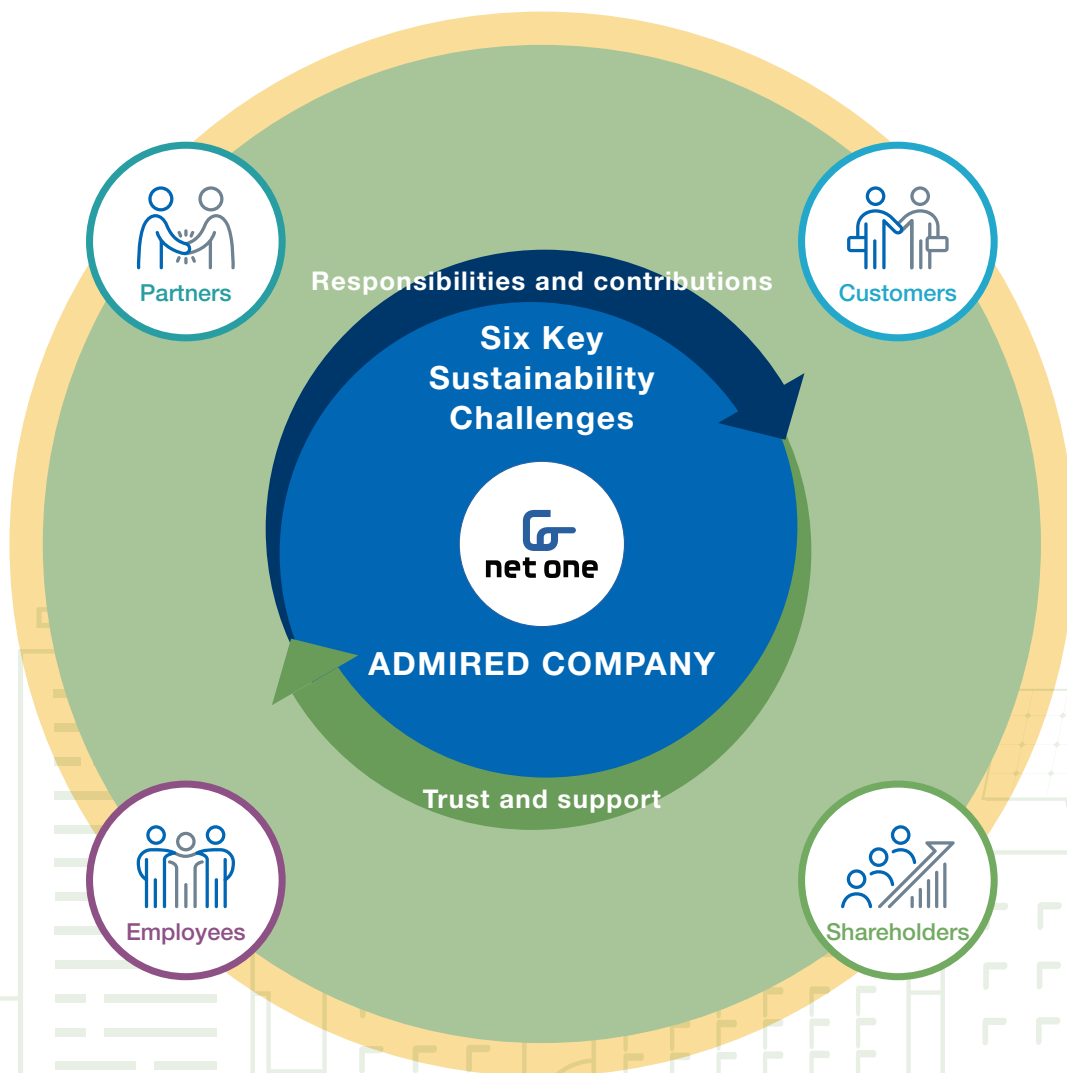 Partners
Customers
Responsibilities and contributions
Six Key
Sustainability
Challenges
net one
ADMIRED COMPANY
Trust and support
Employees
Shareholders